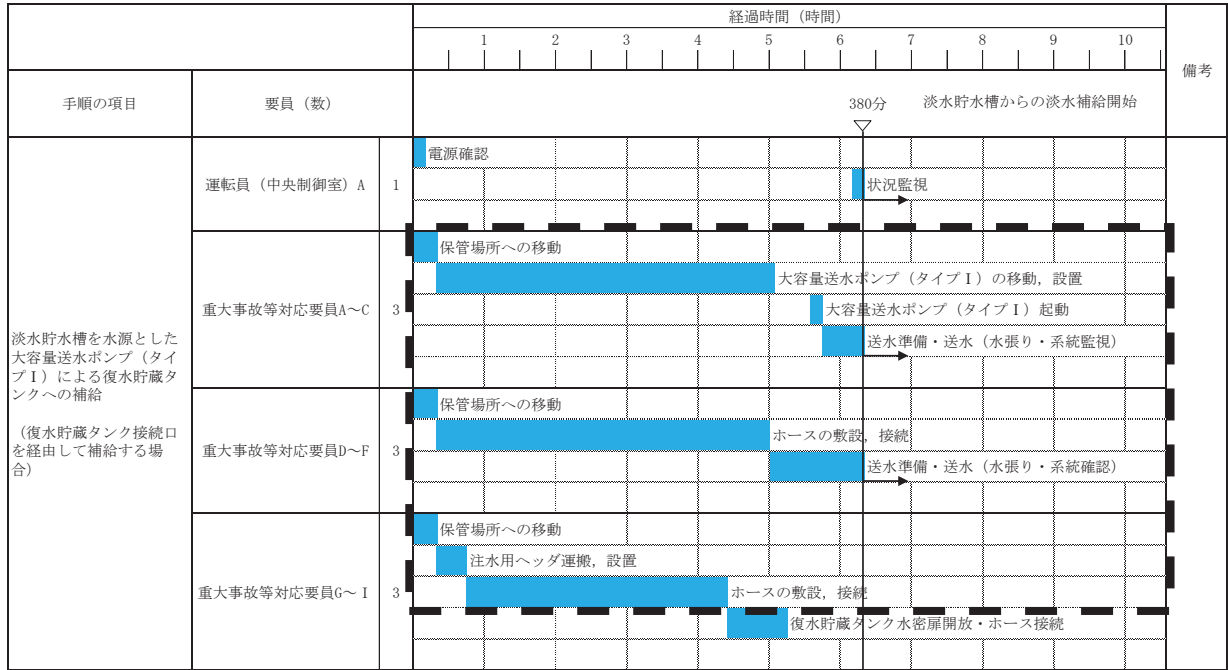 経過時間（時間）
1 2 3 4 5 6 7 8 9 10
備考
手順の項目
要員（数）
380分
淡水貯水槽からの淡水補給開始
淡水貯水槽を水源とした
大容量送水ポンプ（タイ
プⅠ）による復水貯蔵タ
ンクへの補給
（復水貯蔵タンク接続口
を経由して補給する場
合）
運転員（中央制御室）A
1
電源確認
状況監視
重大事故等対応要員A～C
3
保管場所への移動
大容量送水ポンプ（タイプⅠ）の移動，設置
大容量送水ポンプ（タイプⅠ）起動
送水準備・送水（水張り・系統監視）
重大事故等対応要員D～F
3
保管場所への移動
ホースの敷設，接続
送水準備・送水（水張り・系統確認）
重大事故等対応要員G～I
3
保管場所への移動
注水用ヘッダ運搬，設置
ホースの敷設，接続
復水貯蔵タンク水密扉開放・ホース接続